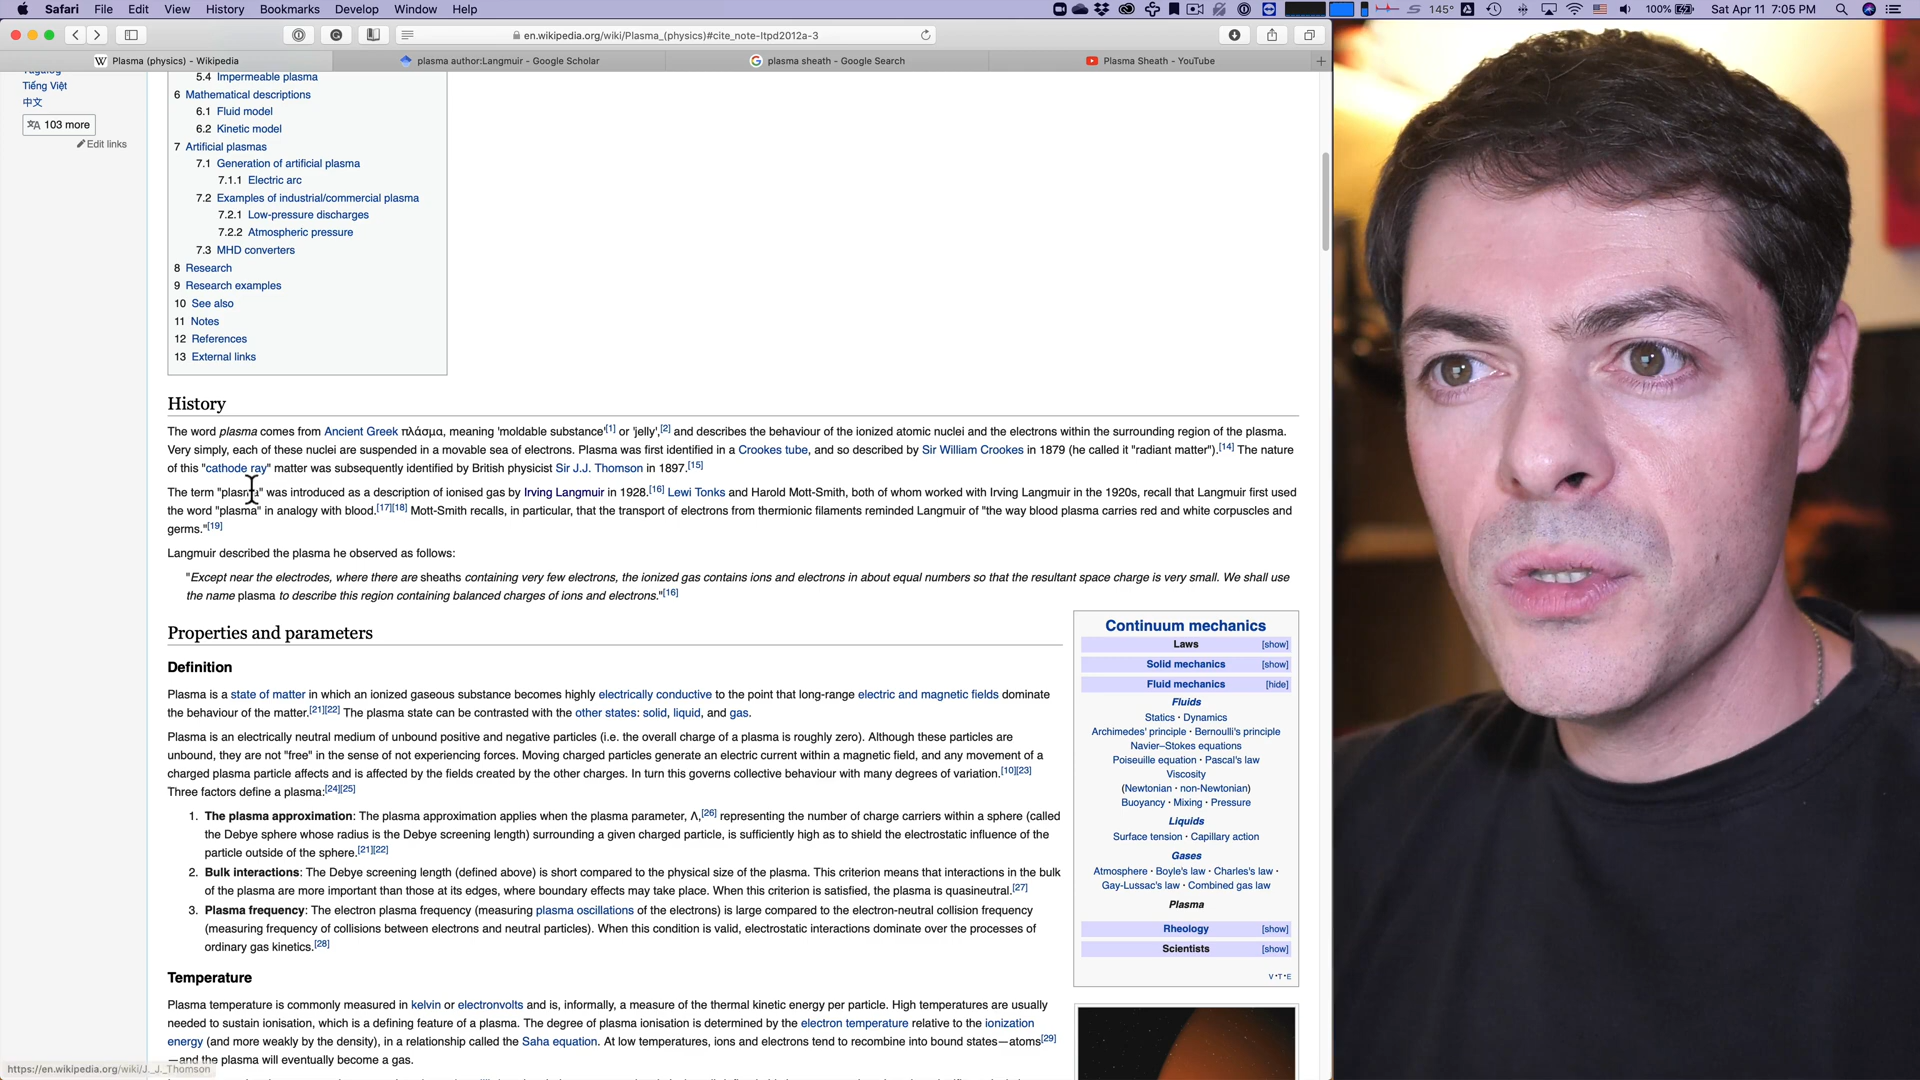 Safari File Edit View History Bookmarks Develop Window Help
145° 100% Sat Apr 11 7:05 PM
en.wikipedia.org/wiki/Plasma_(physics)#cite_note-ltpd2012a-3
Plasma (physics) - Wikipedia
plasma author:Langmuir - Google Scholar
plasma sheath - Google Search
Plasma Sheath - YouTube
Tiếng Việt
中文
103 more
Edit links
5.4 Impermeable plasma
6 Mathematical descriptions
6.1 Fluid model
6.2 Kinetic model
7 Artificial plasmas
7.1 Generation of artificial plasma
7.1.1 Electric arc
7.2 Examples of industrial/commercial plasma
7.2.1 Low-pressure discharges
7.2.2 Atmospheric pressure
7.3 MHD converters
8 Research
9 Research examples
10 See also
11 Notes
12 References
13 External links
History
The word plasma comes from Ancient Greek πλάσμα, meaning 'moldable substance'[1] or 'jelly',[2] and describes the behaviour of the ionized atomic nuclei and the electrons within the surrounding region of the plasma.
Very simply, each of these nuclei are suspended in a movable sea of electrons. Plasma was first identified in a Crookes tube, and so described by Sir William Crookes in 1879 (he called it "radiant matter").[14] The nature
of this "cathode ray" matter was subsequently identified by British physicist Sir J.J. Thomson in 1897.[15]
The term "plasma" was introduced as a description of ionised gas by Irving Langmuir in 1928.[16] Lewi Tonks and Harold Mott-Smith, both of whom worked with Irving Langmuir in the 1920s, recall that Langmuir first used
the word "plasma" in analogy with blood.[17][18] Mott-Smith recalls, in particular, that the transport of electrons from thermionic filaments reminded Langmuir of "the way blood plasma carries red and white corpuscles and
germs."[19]
Langmuir described the plasma he observed as follows:
"Except near the electrodes, where there are sheaths containing very few electrons, the ionized gas contains ions and electrons in about equal numbers so that the resultant space charge is very small. We shall use
the name plasma to describe this region containing balanced charges of ions and electrons."[16]
Properties and parameters
Definition
Plasma is a state of matter in which an ionized gaseous substance becomes highly electrically conductive to the point that long-range electric and magnetic fields dominate
the behaviour of the matter.[21][22] The plasma state can be contrasted with the other states: solid, liquid, and gas.
Plasma is an electrically neutral medium of unbound positive and negative particles (i.e. the overall charge of a plasma is roughly zero). Although these particles are
unbound, they are not "free" in the sense of not experiencing forces. Moving charged particles generate an electric current within a magnetic field, and any movement of a
charged plasma particle affects and is affected by the fields created by the other charges. In turn this governs collective behaviour with many degrees of variation.[10][23]
Three factors define a plasma:[24][25]
1. The plasma approximation: The plasma approximation applies when the plasma parameter, Λ,[26] representing the number of charge carriers within a sphere (called
the Debye sphere whose radius is the Debye screening length) surrounding a given charged particle, is sufficiently high as to shield the electrostatic influence of the
particle outside of the sphere.[21][22]
2. Bulk interactions: The Debye screening length (defined above) is short compared to the physical size of the plasma. This criterion means that interactions in the bulk
of the plasma are more important than those at its edges, where boundary effects may take place. When this criterion is satisfied, the plasma is quasineutral.[27]
3. Plasma frequency: The electron plasma frequency (measuring plasma oscillations of the electrons) is large compared to the electron-neutral collision frequency
(measuring frequency of collisions between electrons and neutral particles). When this condition is valid, electrostatic interactions dominate over the processes of
ordinary gas kinetics.[28]
Temperature
Plasma temperature is commonly measured in kelvin or electronvolts and is, informally, a measure of the thermal kinetic energy per particle. High temperatures are usually
needed to sustain ionisation, which is a defining feature of a plasma. The degree of plasma ionisation is determined by the electron temperature relative to the ionization
energy (and more weakly by the density), in a relationship called the Saha equation. At low temperatures, ions and electrons tend to recombine into bound states—atoms[29]
—and the plasma will eventually become a gas.
Continuum mechanics
Laws [show]
Solid mechanics [show]
Fluid mechanics [hide]
Fluids
Statics · Dynamics
Archimedes' principle · Bernoulli's principle
Navier–Stokes equations
Poiseuille equation · Pascal's law
Viscosity
(Newtonian · non-Newtonian)
Buoyancy · Mixing · Pressure
Liquids
Surface tension · Capillary action
Gases
Atmosphere · Boyle's law · Charles's law ·
Gay-Lussac's law · Combined gas law
Plasma
Rheology [show]
Scientists [show]
V·T·E
https://en.wikipedia.org/wiki/J._J._Thomson